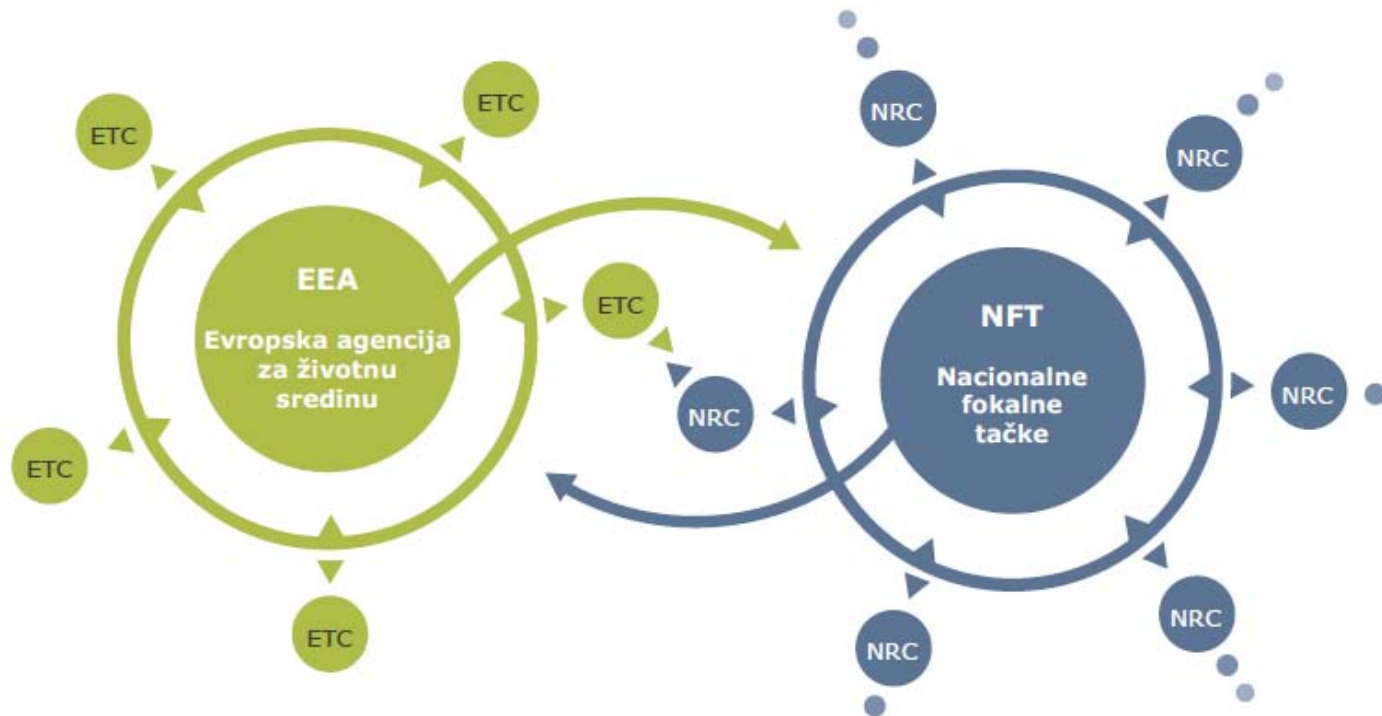 ETC
ETC
ETC
ETC
ETC
EEA
Evropska agencija
za životnu
sredinu
NRC
NRC
NRC
NRC
NRC
NRC
NFT
Nacionalne
fokalne
tačke